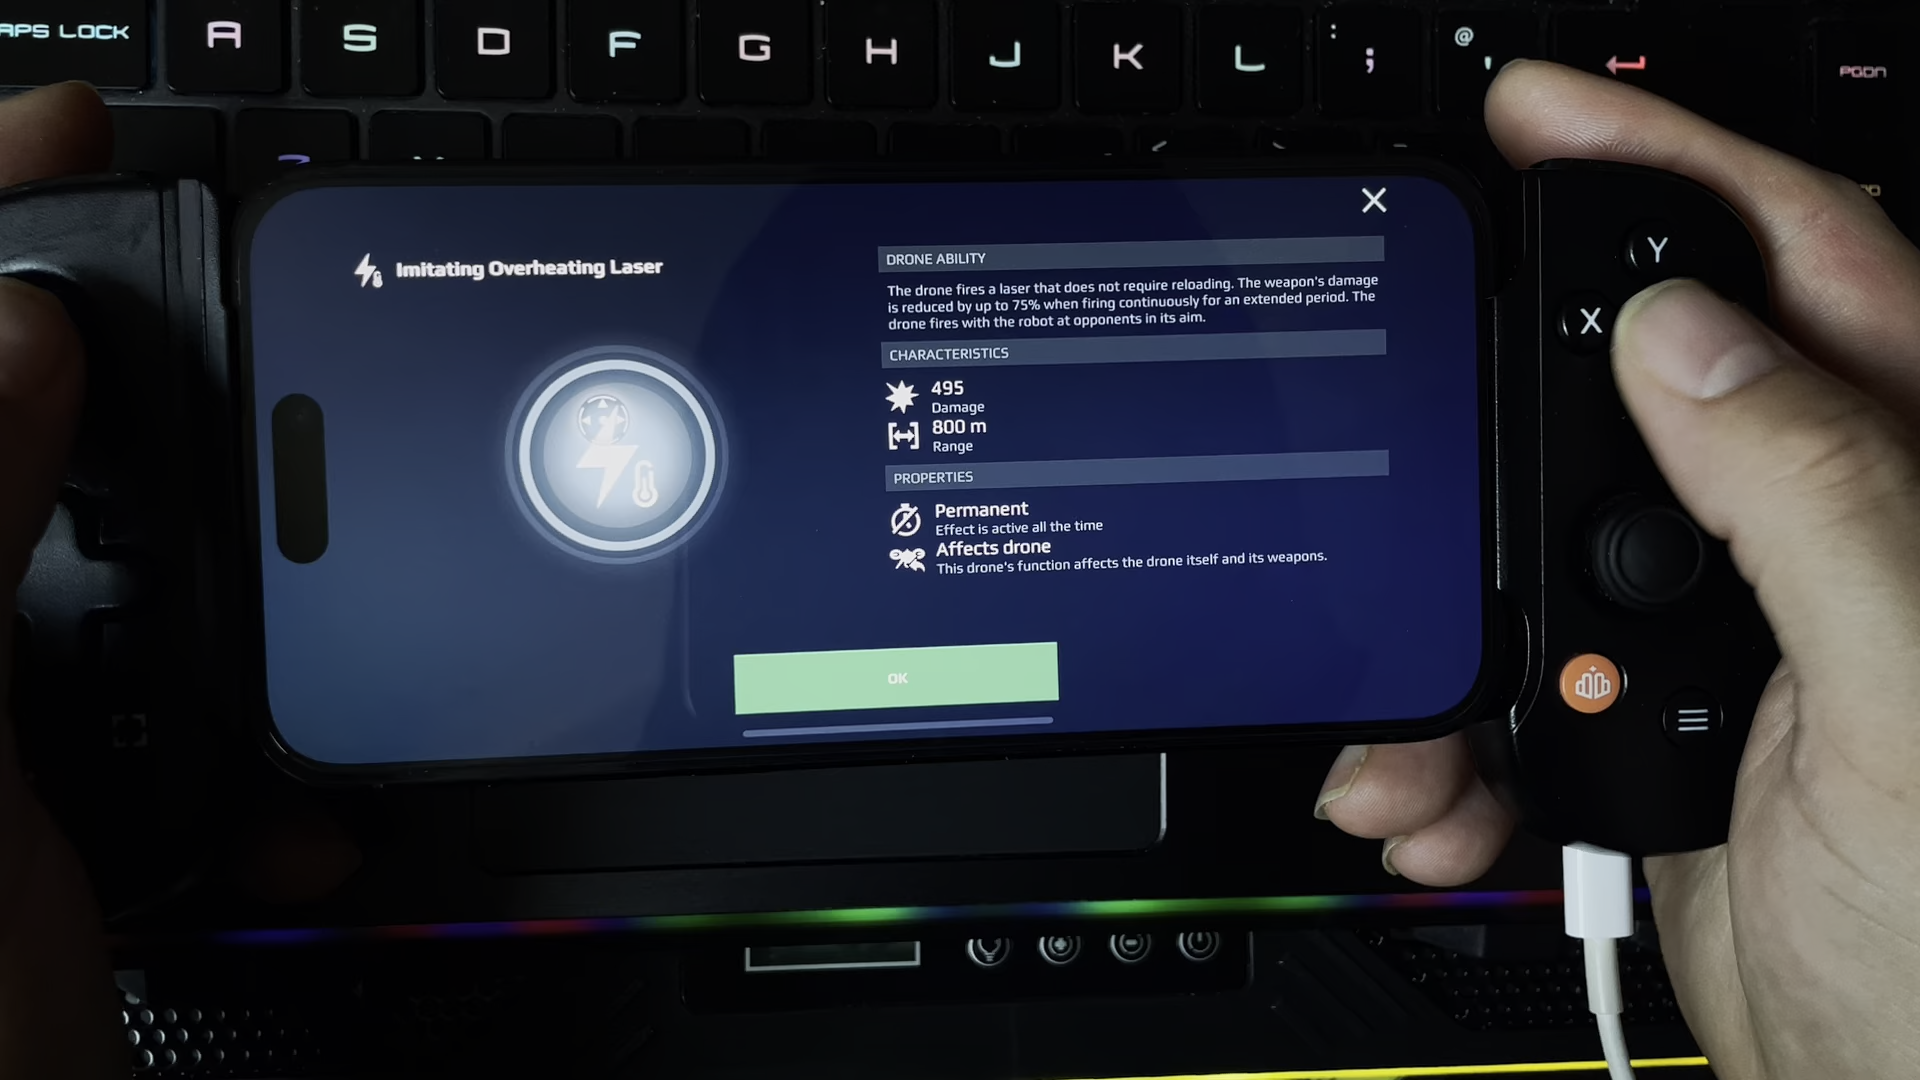 APS LOCK A S D F G H J K L : ; @ ' PGDN
Y
X
Imitating Overheating Laser
DRONE ABILITY
The drone fires a laser that does not require reloading. The weapon's damage
is reduced by up to 75% when firing continuously for an extended period. The
drone fires with the robot at opponents in its aim.
CHARACTERISTICS
495
Damage
800 m
Range
PROPERTIES
Permanent
Effect is active all the time
Affects drone
This drone's function affects the drone itself and its weapons.
OK